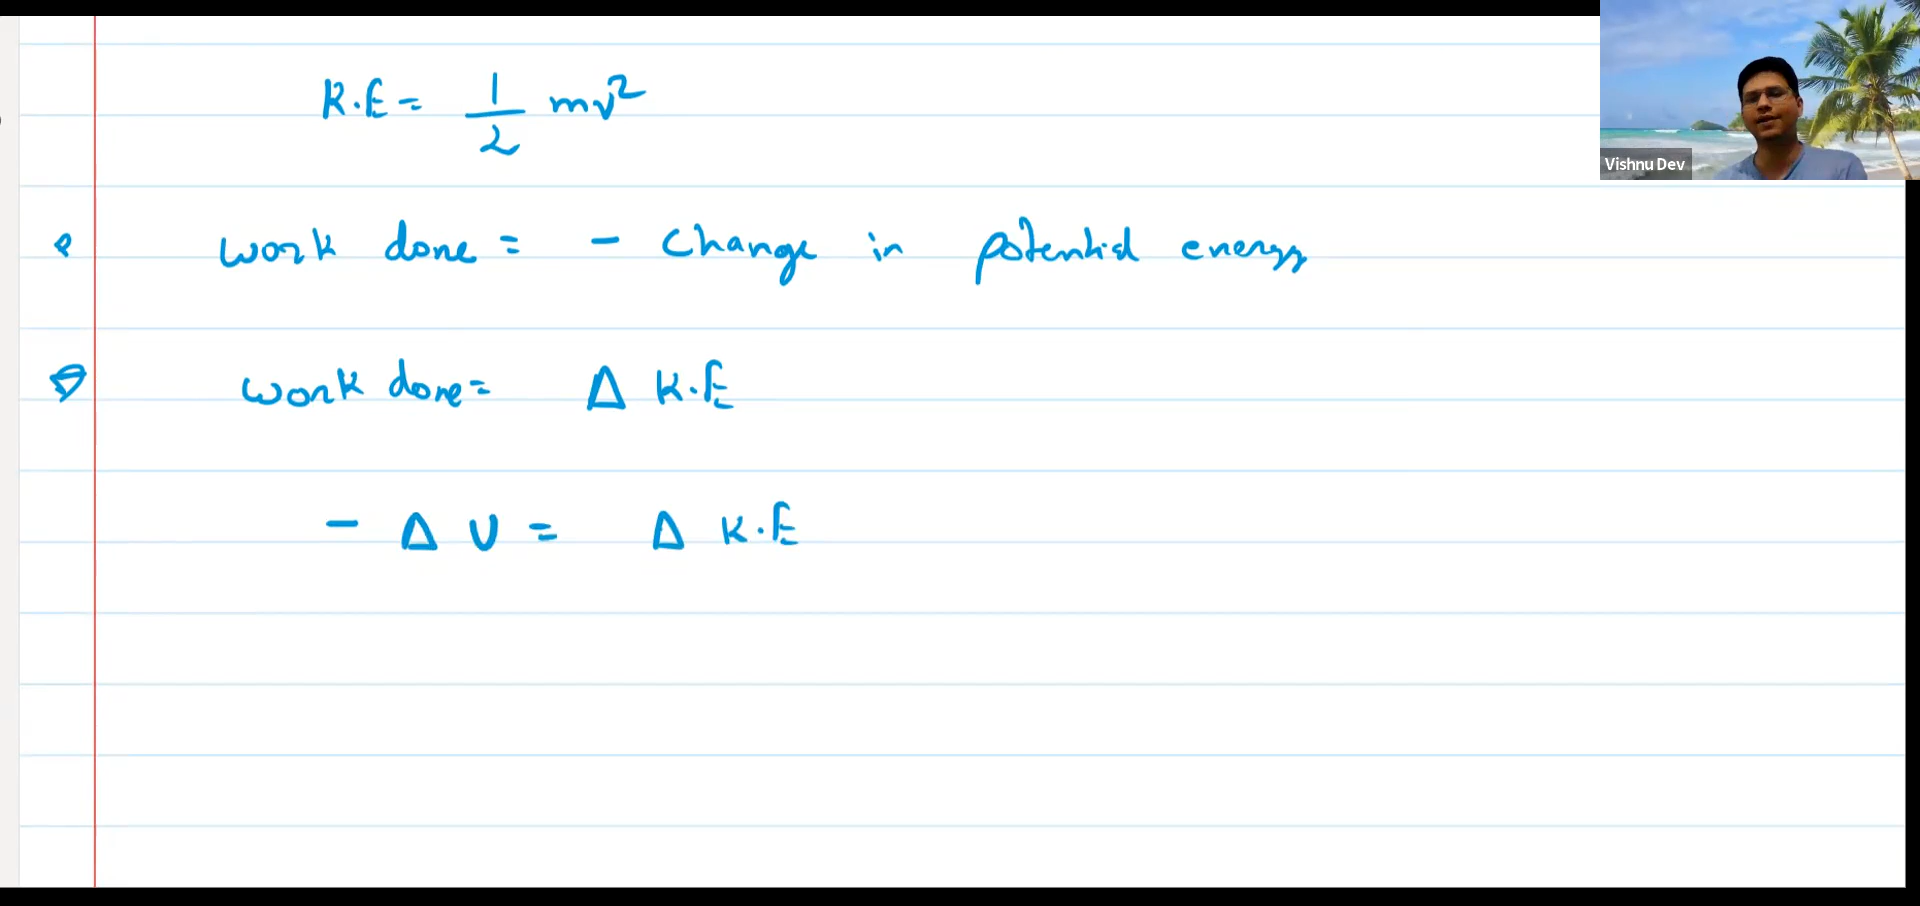 K.E = 1/2 mv²
Vishnu Dev
work done = - change in potential energy
work done = Δ K.E
- Δ U = Δ K.E